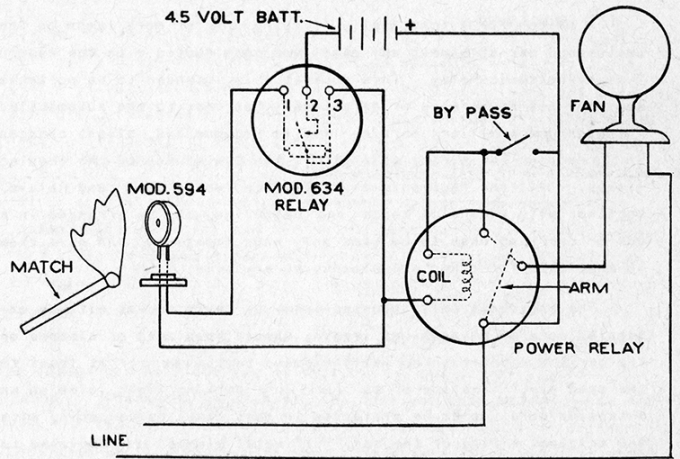 4.5 VOLT BATT.
+
1 2 3
FAN
BY PASS
MOD. 594
MOD. 634
RELAY
MATCH
COIL
ARM
POWER RELAY
LINE